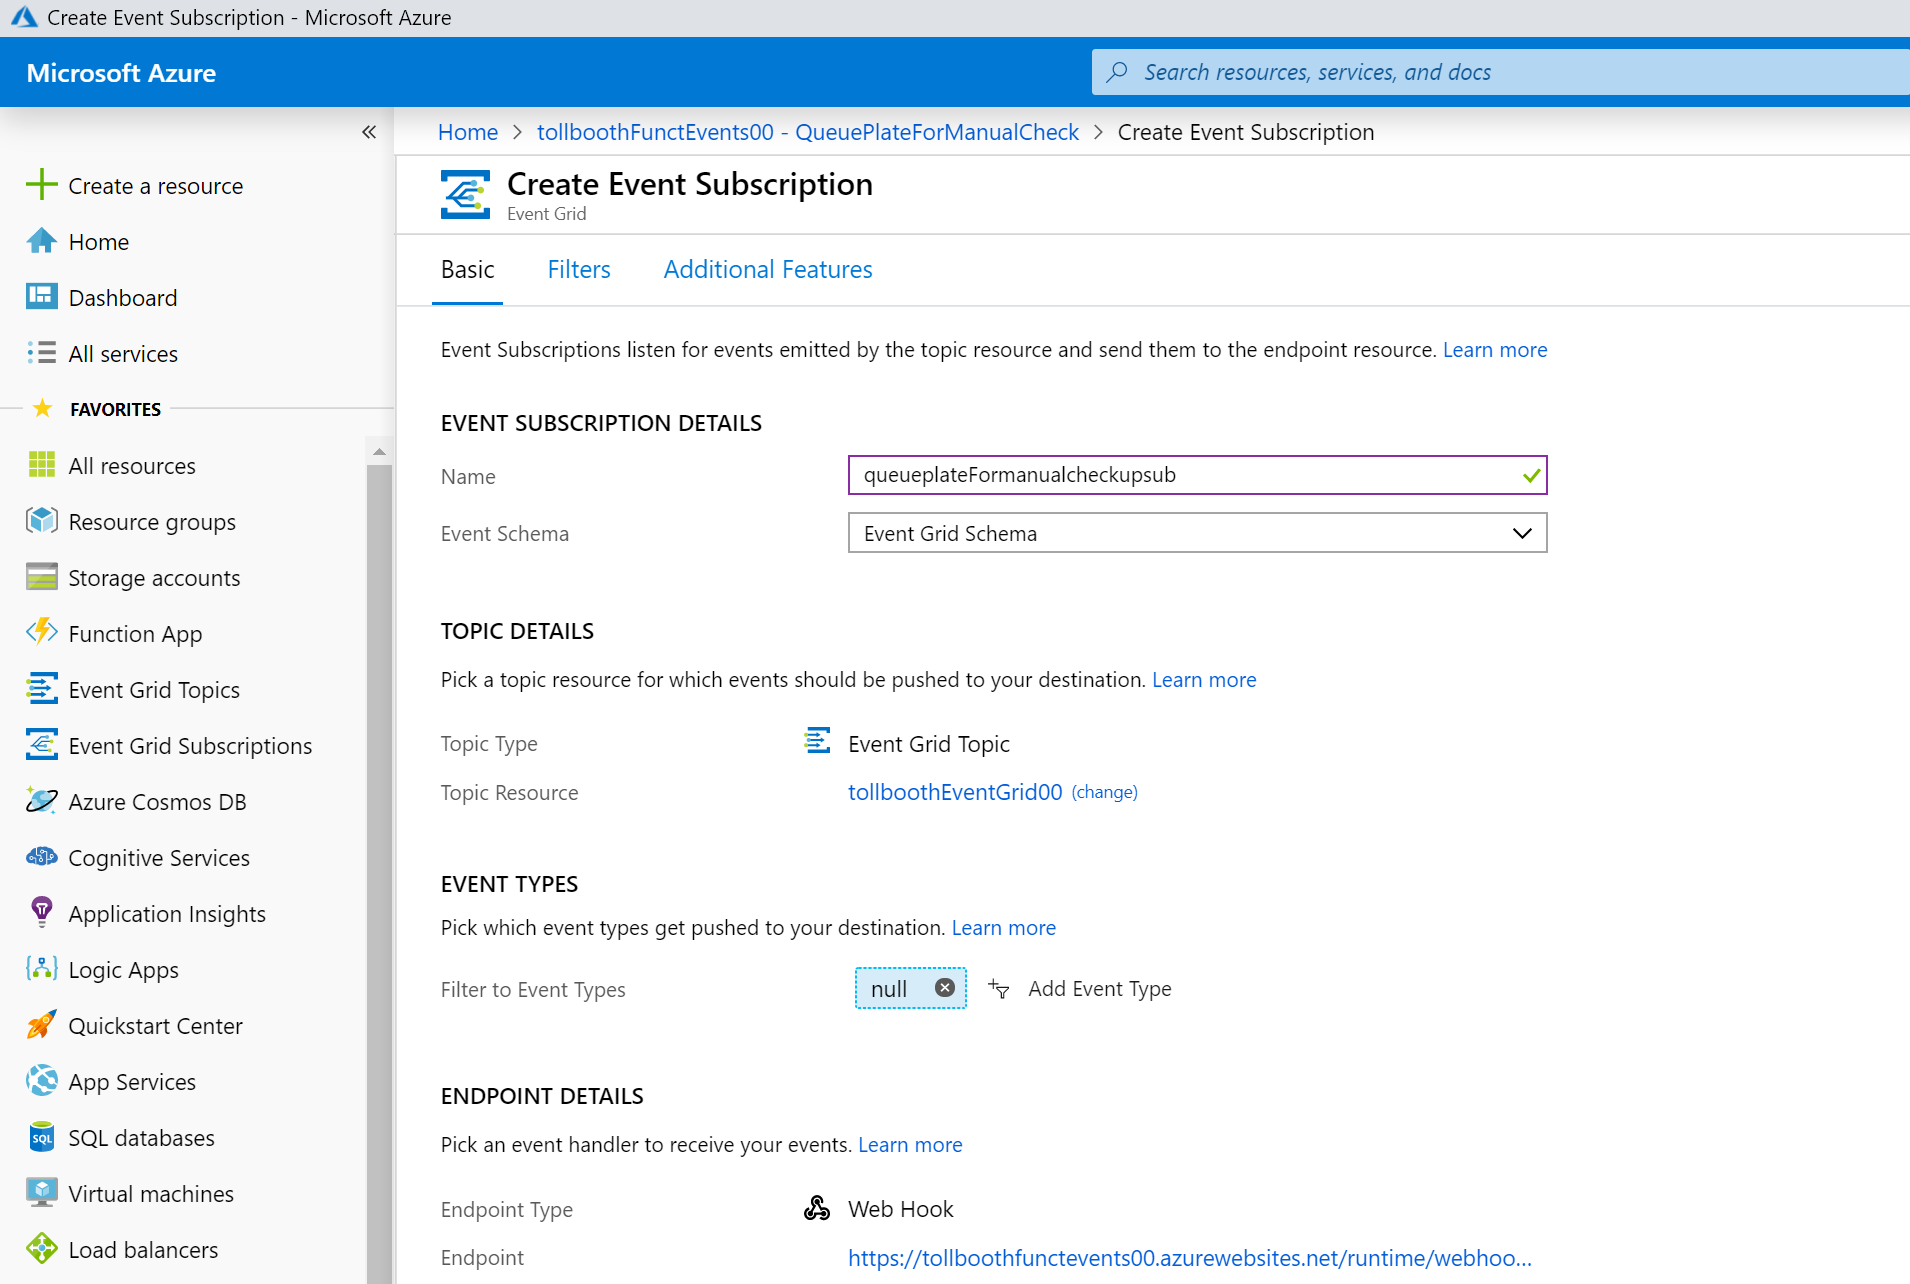 Create Event Subscription - Microsoft Azure
Microsoft Azure
Search resources, services, and docs
«
Home > tollboothFunctEvents00 - QueuePlateForManualCheck > Create Event Subscription
Create a resource
Home
Dashboard
All services
FAVORITES
All resources
Resource groups
Storage accounts
Function App
Event Grid Topics
Event Grid Subscriptions
Azure Cosmos DB
Cognitive Services
Application Insights
Logic Apps
Quickstart Center
App Services
SQL
SQL databases
Virtual machines
Load balancers
Create Event Subscription
Event Grid
Basic Filters Additional Features
Event Subscriptions listen for events emitted by the topic resource and send them to the endpoint resource. Learn more
EVENT SUBSCRIPTION DETAILS
Name queueplateFormanualcheckupsub
Event Schema Event Grid Schema
TOPIC DETAILS
Pick a topic resource for which events should be pushed to your destination. Learn more
Topic Type Event Grid Topic
Topic Resource tollboothEventGrid00 (change)
EVENT TYPES
Pick which event types get pushed to your destination. Learn more
Filter to Event Types null Add Event Type
ENDPOINT DETAILS
Pick an event handler to receive your events. Learn more
Endpoint Type Web Hook
Endpoint https://tollboothfunctevents00.azurewebsites.net/runtime/webhoo...